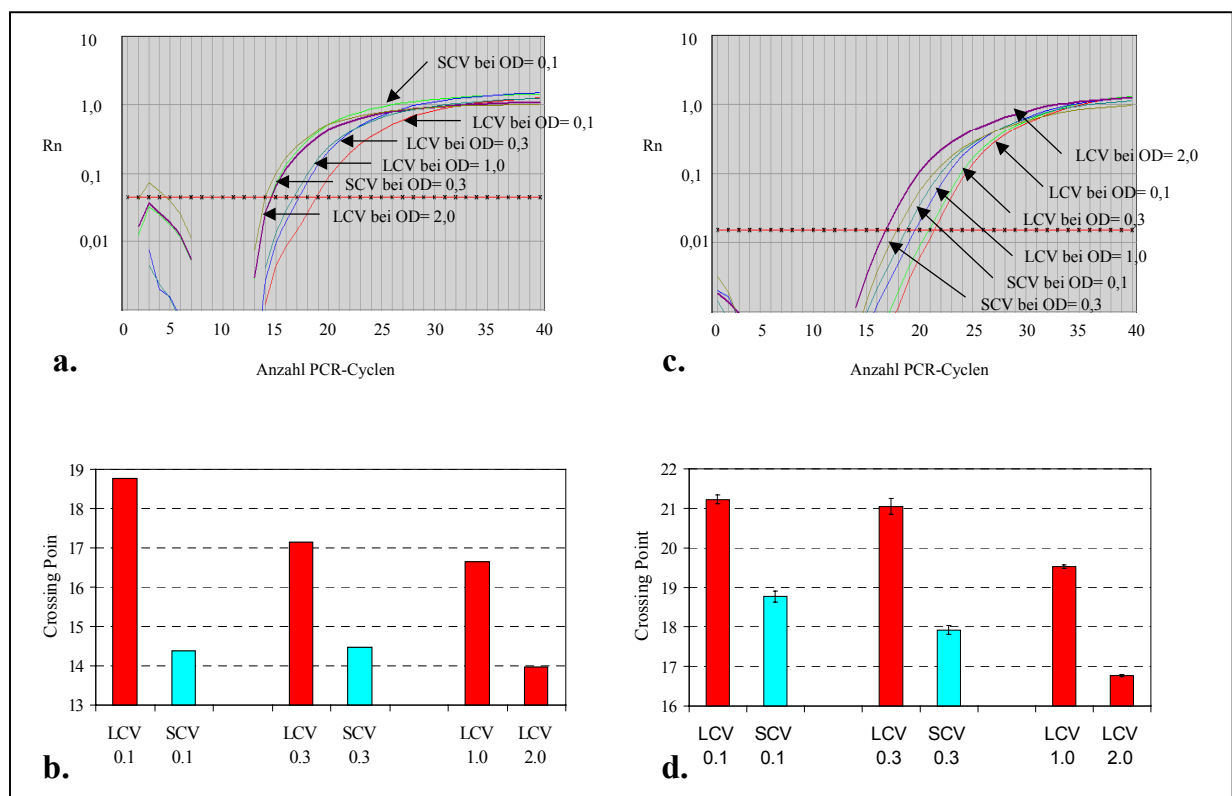 10
1,0
Rn
0,1
0,01
SCV bei OD= 0,1
LCV bei OD= 0,1
LCV bei OD= 0,3
LCV bei OD= 1,0
SCV bei OD= 0,3
LCV bei OD= 2,0
0 5 10 15 20 25 30 35 40
a.
Anzahl PCR-Cyclen
10
1,0
Rn
0,1
0,01
LCV bei OD= 2,0
LCV bei OD= 0,1
LCV bei OD= 0,3
LCV bei OD= 1,0
SCV bei OD= 0,1
SCV bei OD= 0,3
0 5 10 15 20 25 30 35 40
c.
Anzahl PCR-Cyclen
Crossing Poin
19
18
17
16
15
14
13
LCV SCV LCV SCV LCV LCV
0.1 0.1 0.3 0.3 1.0 2.0
b.
Crossing Point
22
21
20
19
18
17
16
LCV SCV LCV SCV LCV LCV
0.1 0.1 0.3 0.3 1.0 2.0
d.